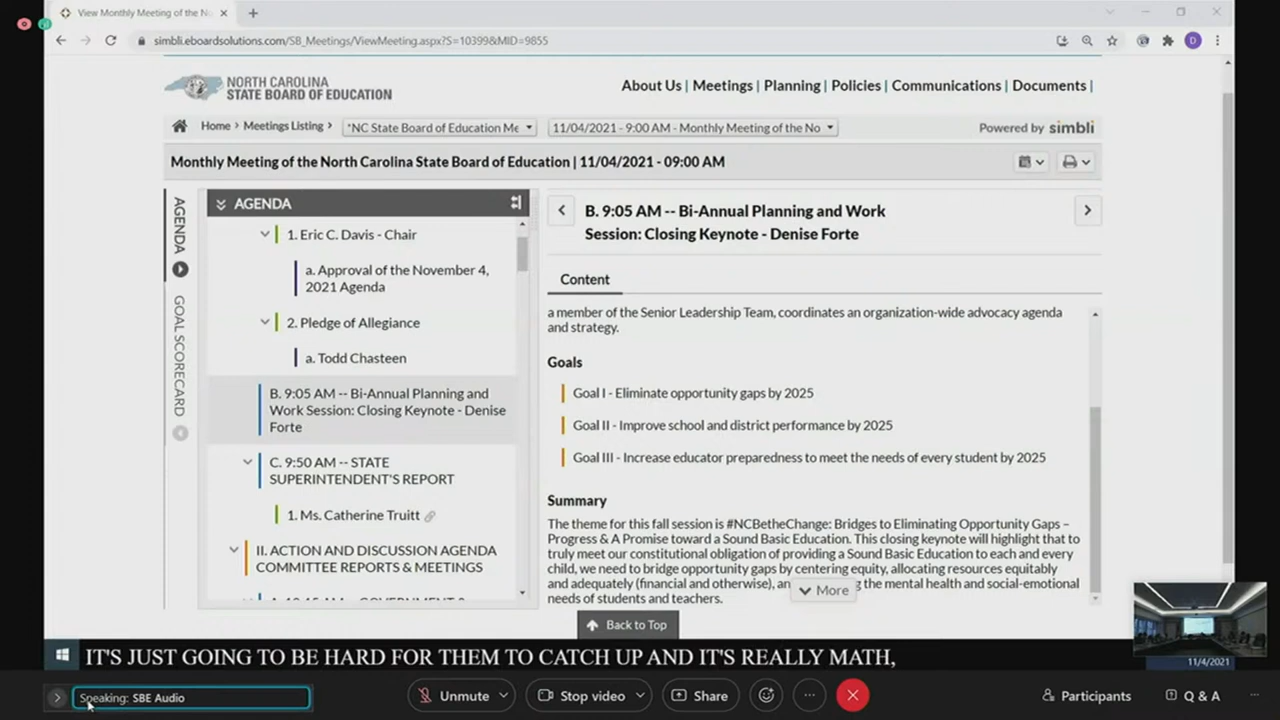 View Monthly Meeting of the N
simbli.eboardsolutions.com/SB_Meetings/ViewMeeting.aspx?S=10399&MID=9855
D
NORTH CAROLINA
STATE BOARD OF EDUCATION
About Us | Meetings | Planning | Policies | Communications | Documents |
Home > Meetings Listing >
*NC State Board of Education Me
11/04/2021 - 9:00 AM - Monthly Meeting of the No
Powered by simbli
Monthly Meeting of the North Carolina State Board of Education | 11/04/2021 - 09:00 AM
AGENDA
GOAL SCORECARD
AGENDA
1. Eric C. Davis - Chair
a. Approval of the November 4,
2021 Agenda
2. Pledge of Allegiance
a. Todd Chasteen
B. 9:05 AM -- Bi-Annual Planning and
Work Session: Closing Keynote - Denise
Forte
C. 9:50 AM -- STATE
SUPERINTENDENT'S REPORT
1. Ms. Catherine Truitt
II. ACTION AND DISCUSSION AGENDA
COMMITTEE REPORTS & MEETINGS
B. 9:05 AM -- Bi-Annual Planning and Work
Session: Closing Keynote - Denise Forte
Content
a member of the Senior Leadership Team, coordinates an organization-wide advocacy agenda
and strategy.
Goals
Goal I - Eliminate opportunity gaps by 2025
Goal II - Improve school and district performance by 2025
Goal III - Increase educator preparedness to meet the needs of every student by 2025
Summary
The theme for this fall session is #NCBetheChange: Bridges to Eliminating Opportunity Gaps –
Progress & A Promise toward a Sound Basic Education. This closing keynote will highlight that to
truly meet our constitutional obligation of providing a Sound Basic Education to each and every
child, we need to bridge opportunity gaps by centering equity, allocating resources equitably
and adequately (financial and otherwise), an the mental health and social-emotional
needs of students and teachers.
More
Back to Top
IT'S JUST GOING TO BE HARD FOR THEM TO CATCH UP AND IT'S REALLY MATH,
11/4/2021
Speaking: SBE Audio
Unmute
Stop video
Share
Participants
Q & A